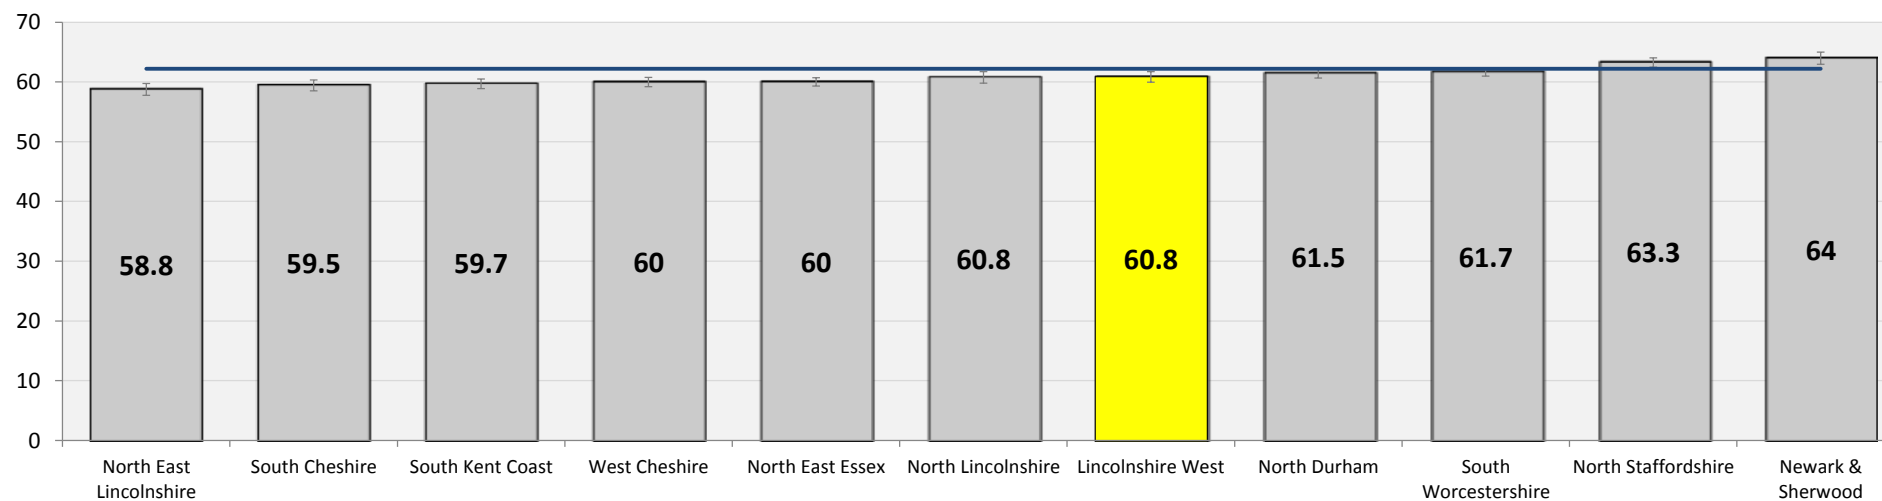 70
60
50
40
30
20
10
0
58.8
59.5
59.7
60
60
60.8
60.8
61.5
61.7
63.3
64
North East
Lincolnshire
South Cheshire
South Kent Coast
West Cheshire
North East Essex
North Lincolnshire
Lincolnshire West
North Durham
South
Worcestershire
North Staffordshire
Newark &
Sherwood